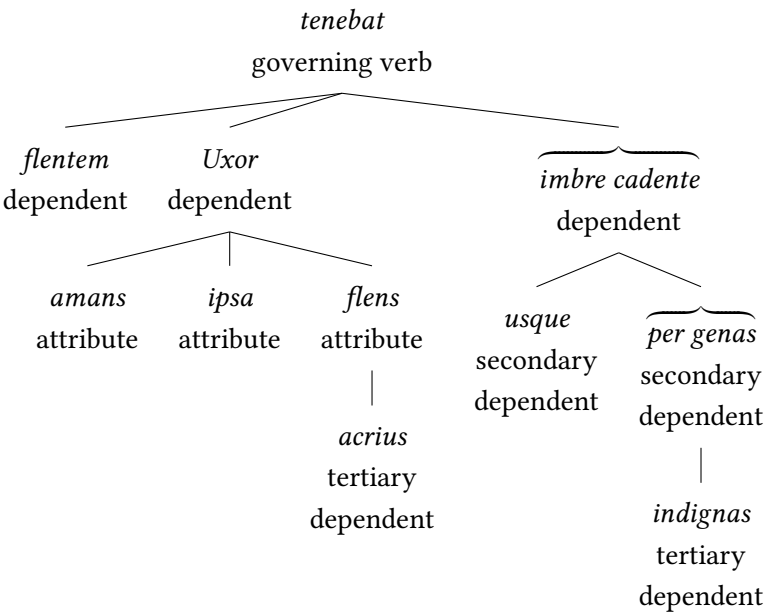 tenebat
governing verb
flentem
dependent
Uxor
dependent
imbre cadente
dependent
amans
attribute
ipsa
attribute
flens
attribute
usque
secondary
dependent
per genas
secondary
dependent
acrius
tertiary
dependent
indignas
tertiary
dependent